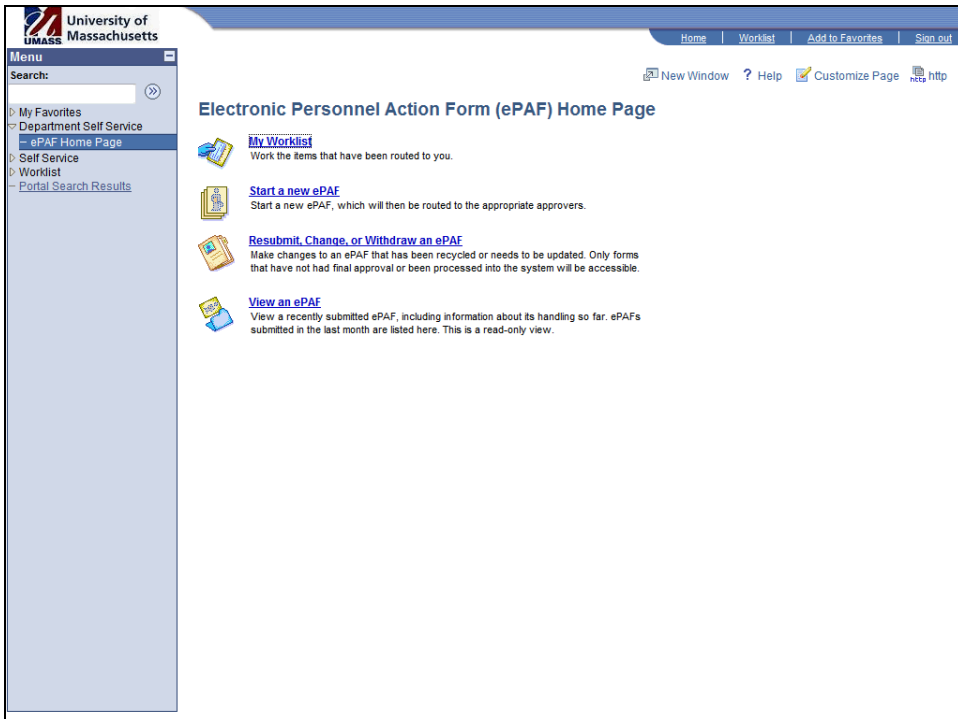 University of
Massachusetts
UMASS
Home | Worklist | Add to Favorites | Sign out
Menu
Search:
My Favorites
Department Self Service
– ePAF Home Page
Self Service
Worklist
– Portal Search Results
New Window ? Help Customize Page http
Electronic Personnel Action Form (ePAF) Home Page
My Worklist
Work the items that have been routed to you.
Start a new ePAF
Start a new ePAF, which will then be routed to the appropriate approvers.
Resubmit, Change, or Withdraw an ePAF
Make changes to an ePAF that has been recycled or needs to be updated. Only forms
that have not had final approval or been processed into the system will be accessible.
View an ePAF
View a recently submitted ePAF, including information about its handling so far. ePAFs
submitted in the last month are listed here. This is a read-only view.